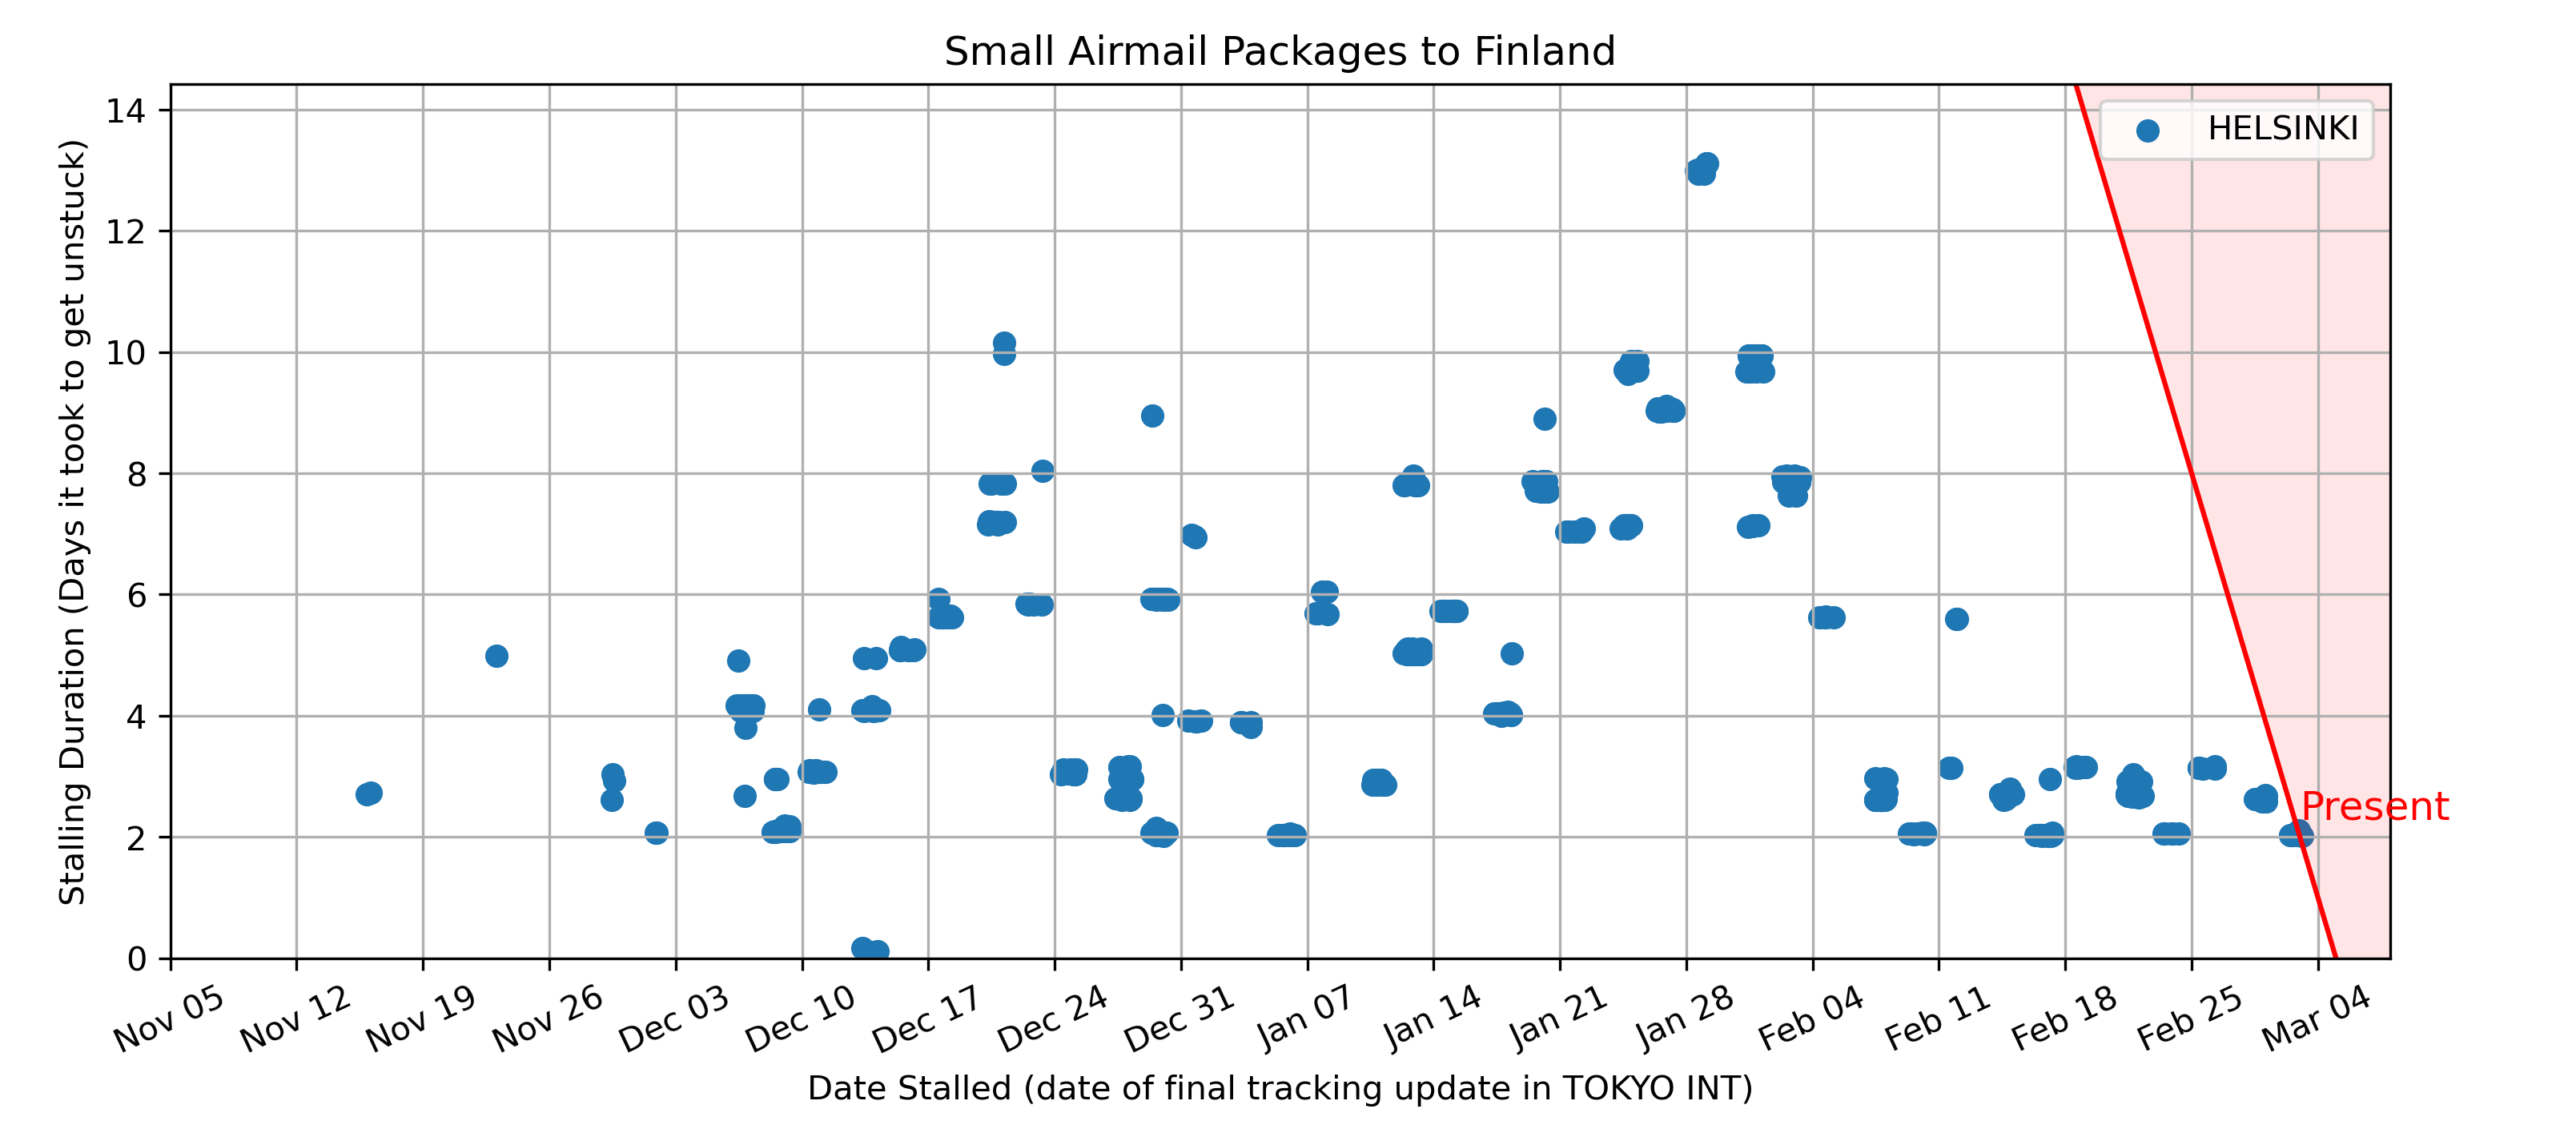 Small Airmail Packages to Finland
HELSINKI
Present
Stalling Duration (Days it took to get unstuck)
14
12
10
8
6
4
2
0
Nov 05
Nov 12
Nov 19
Nov 26
Dec 03
Dec 10
Dec 17
Dec 24
Dec 31
Jan 07
Jan 14
Jan 21
Jan 28
Feb 04
Feb 11
Feb 18
Feb 25
Mar 04
Date Stalled (date of final tracking update in TOKYO INT)